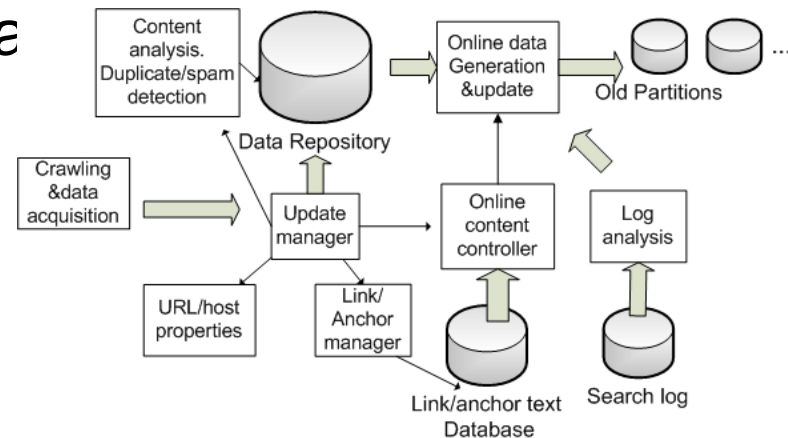 Content
analysis.
Duplicate/spam
detection
Online data
Generation
&update
...
Old Partitions
Data Repository
Crawling
&data
acquisition
Update
manager
Online
content
controller
Log
analysis
URL/host
properties
Link/
Anchor
manager
Link/anchor text
Database
Search log